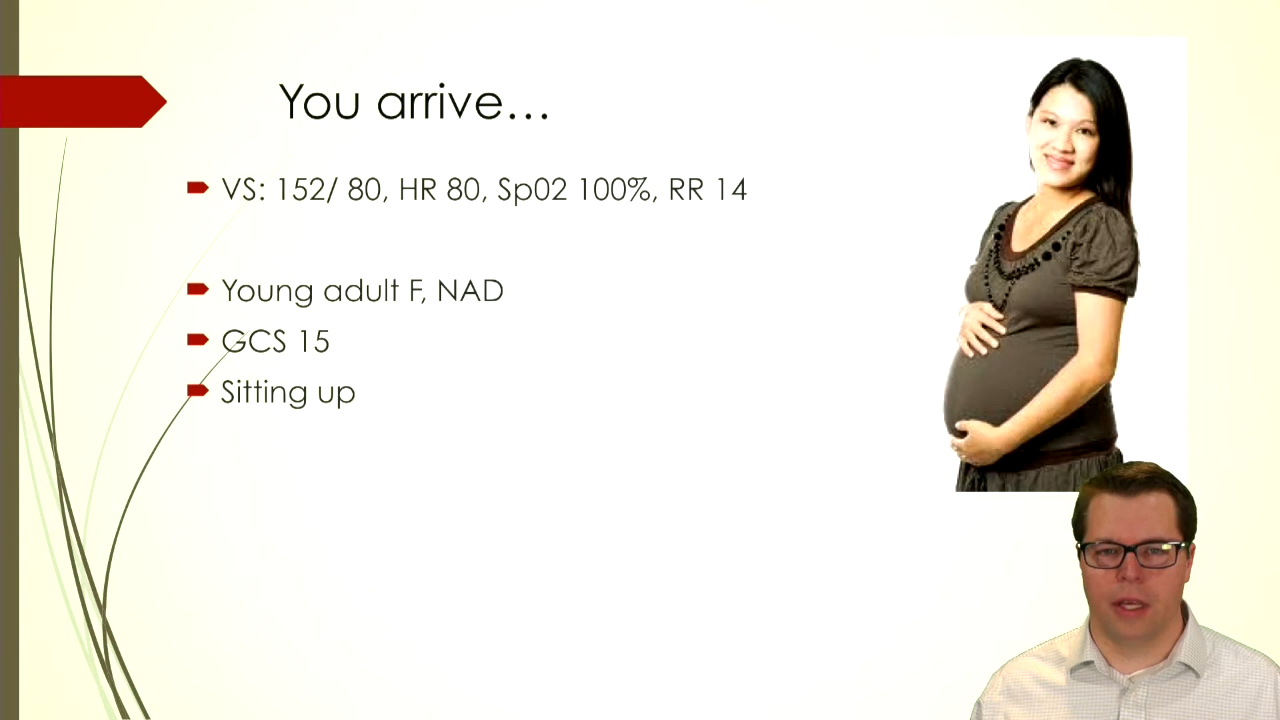 You arrive…
VS: 152/ 80, HR 80, Sp02 100%, RR 14
Young adult F, NAD
GCS 15
Sitting up